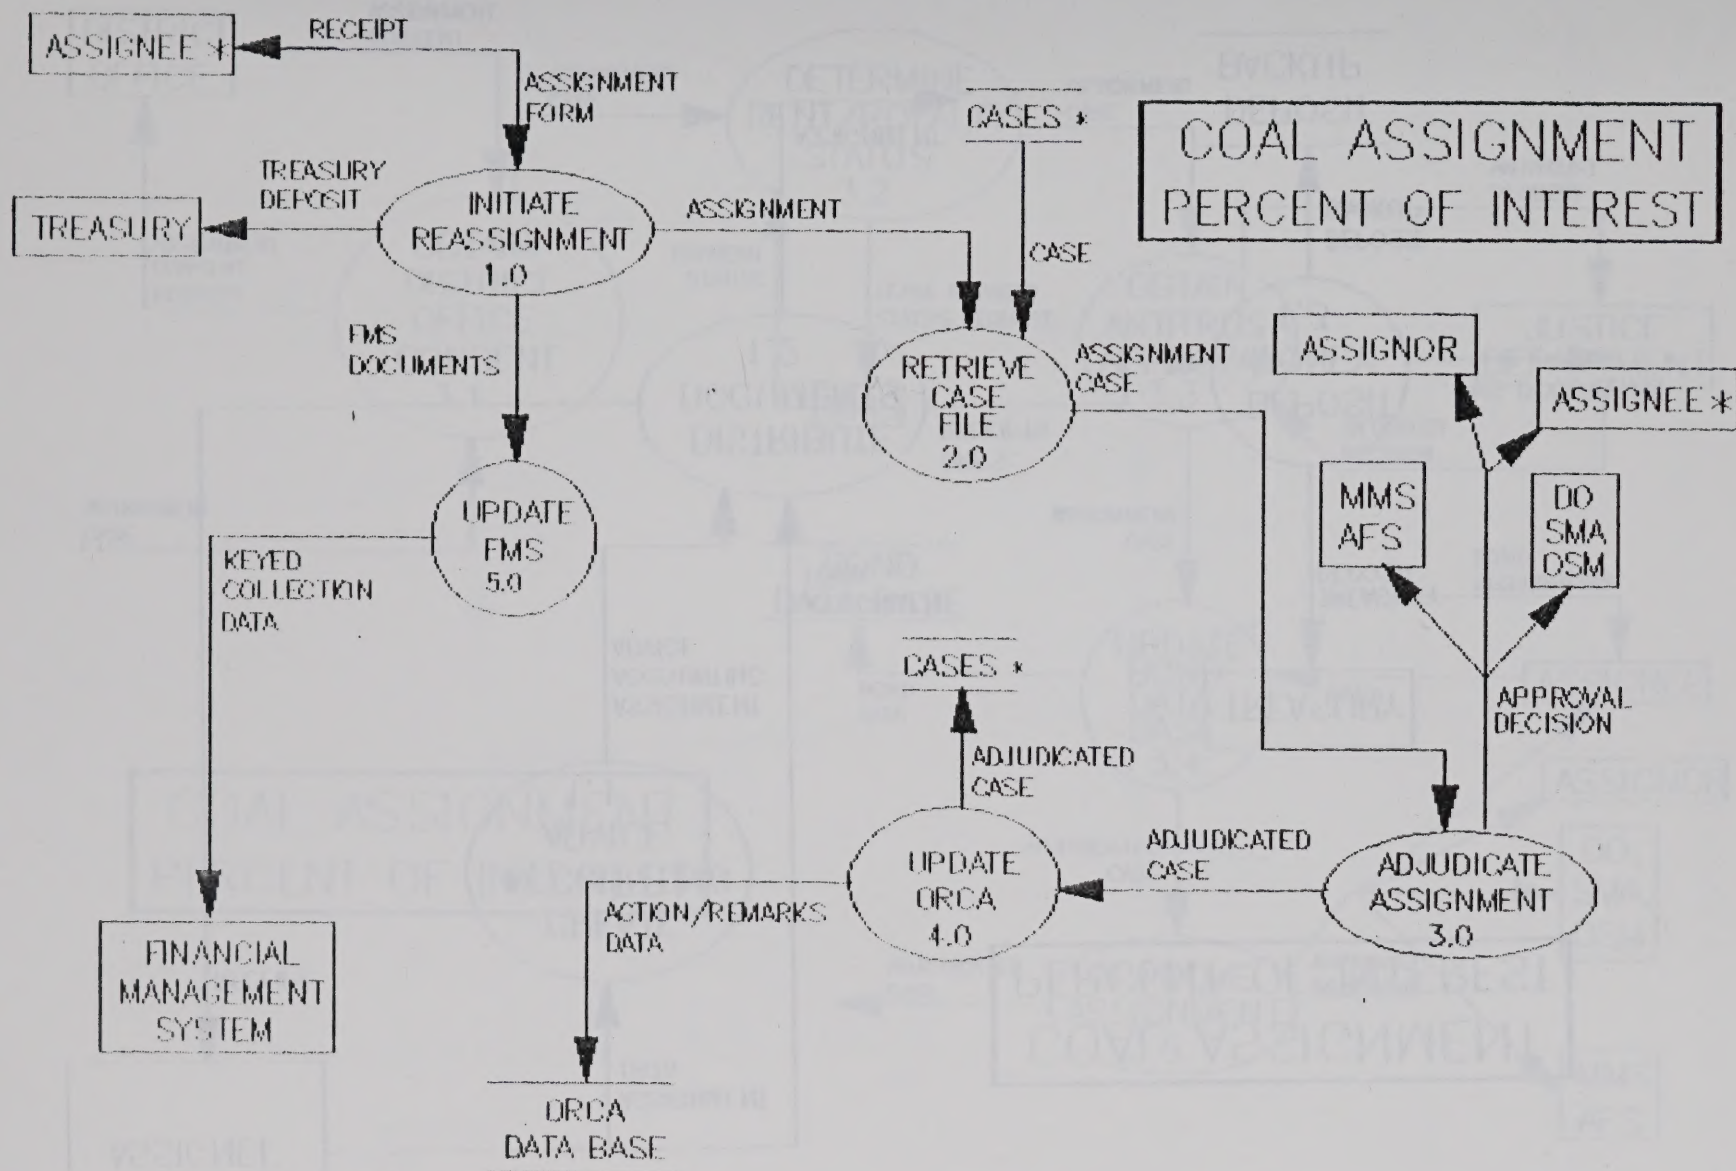 ASSIGNEE *
RECEIPT
ASSIGNMENT
FORM
CASES *
COAL ASSIGNMENT
PERCENT OF INTEREST
TREASURY
DEPOSIT
TREASURY
INITIATE
REASSIGNMENT
1.0
ASSIGNMENT
CASE
FMS
DOCUMENTS
RETRIEVE
CASE
FILE
2.0
ASSIGNMENT
CASE
ASSIGNOR
ASSIGNEE *
MMS
AFS
DO
SMA
OSM
UPDATE
FMS
5.0
KEYED
COLLECTION
DATA
CASES *
APPROVAL
DECISION
ADJUDICATED
CASE
ADJUDICATED
CASE
UPDATE
ORCA
4.0
ADJUDICATE
ASSIGNMENT
3.0
ACTION/REMARKS
DATA
FINANCIAL
MANAGEMENT
SYSTEM
ORCA
DATA BASE